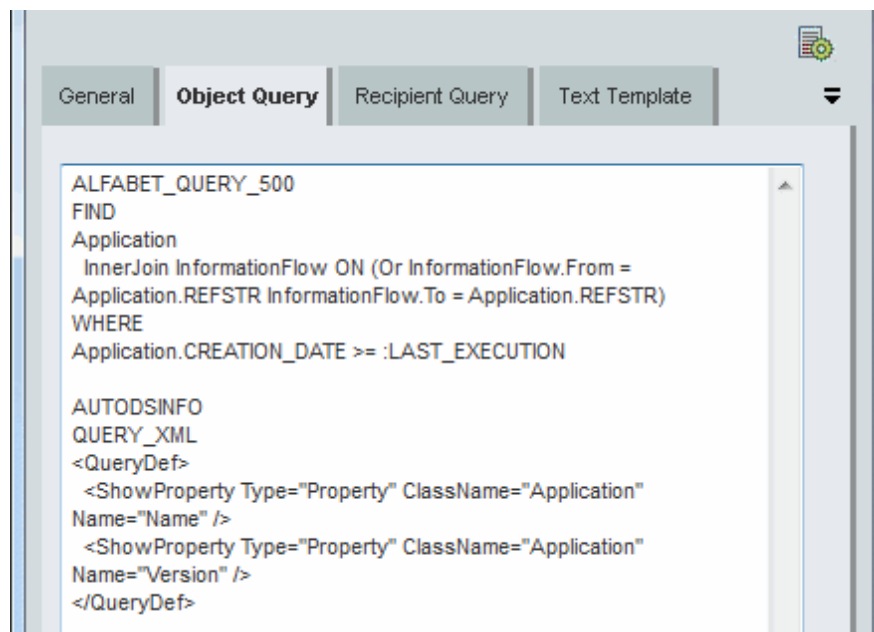 General Object Query Recipient Query Text Template
ALFABET_QUERY_500
FIND
Application
InnerJoin InformationFlow ON (Or InformationFlow.From =
Application.REFSTR InformationFlow.To = Application.REFSTR)
WHERE
Application.CREATION_DATE >= :LAST_EXECUTION
AUTODSINFO
QUERY_XML
<QueryDef>
<ShowProperty Type="Property" ClassName="Application"
Name="Name" />
<ShowProperty Type="Property" ClassName="Application"
Name="Version" />
</QueryDef>